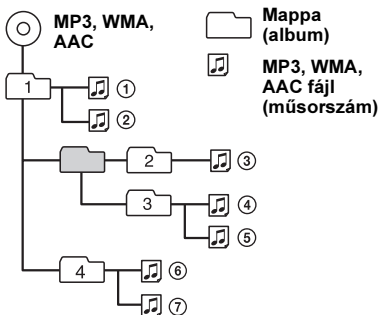 MP3, WMA,
AAC
Mappa
(album)
MP3, WMA,
AAC fájl
(műsorszám)
1
①
②
2
③
3
④
⑤
4
⑥
⑦